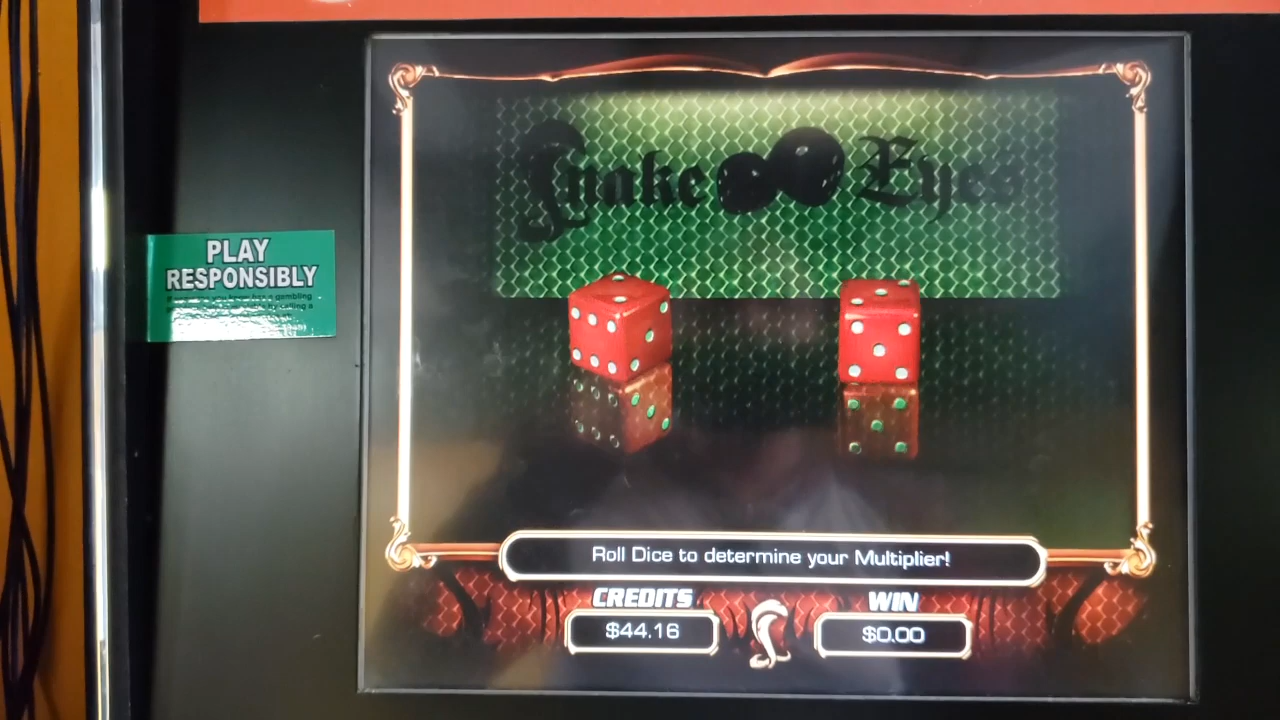 Snake Eyes
PLAY
RESPONSIBLY
Roll Dice to determine your Multiplier!
CREDITS
WIN
$44.16
$0.00